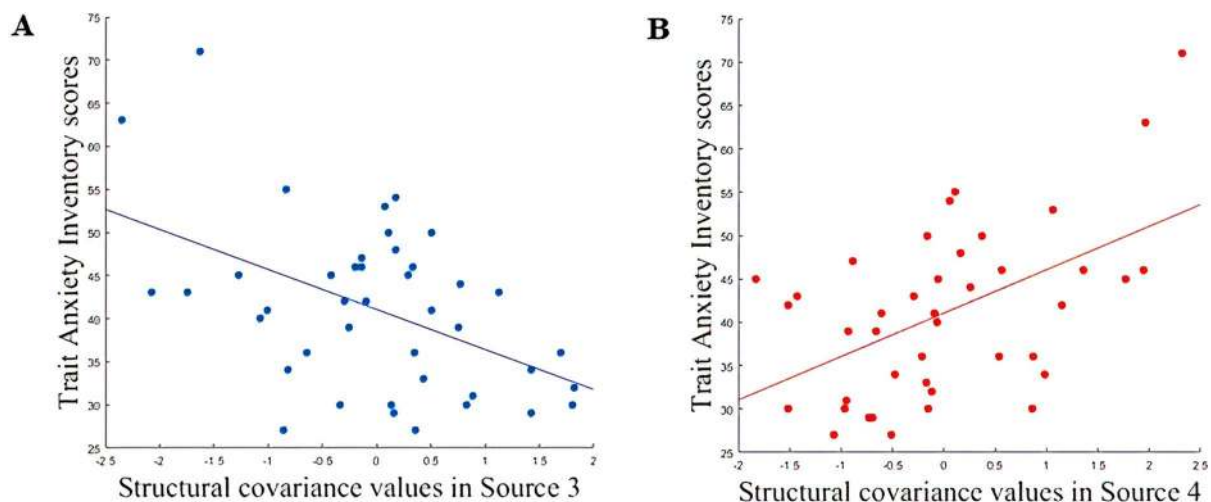 A
Trait Anxiety Inventory scores
75
70
65
60
55
50
45
40
35
30
25
-2.5 -2 -1.5 -1 -0.5 0 0.5 1 1.5 2
Structural covariance values in Source 3
B
Trait Anxiety Inventory scores
75
70
65
60
55
50
45
40
35
30
25
-2 -1.5 -1 -0.5 0 0.5 1 1.5 2 2.5
Structural covariance values in Source 4